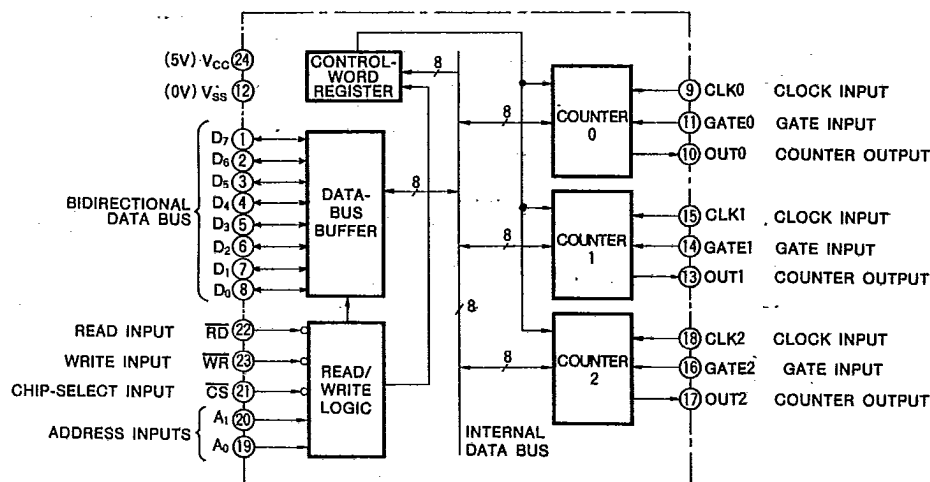 (5V) VCC 24
(0V) VSS 12
CONTROL-
WORD
REGISTER
8
BIDIRECTIONAL
DATA BUS
D7 1
D6 2
D5 3
D4 4
D3 5
D2 6
D1 7
D0 8
DATA-
BUS
BUFFER
8
READ INPUT RD 22
WRITE INPUT WR 23
CHIP-SELECT INPUT CS 21
ADDRESS INPUTS
A1 20
A0 19
READ/
WRITE
LOGIC
8
INTERNAL
DATA BUS
8
COUNTER
0
9 CLK0 CLOCK INPUT
11 GATE0 GATE INPUT
10 OUT0 COUNTER OUTPUT
8
COUNTER
1
15 CLK1 CLOCK INPUT
14 GATE1 GATE INPUT
13 OUT1 COUNTER OUTPUT
8
COUNTER
2
18 CLK2 CLOCK INPUT
16 GATE2 GATE INPUT
17 OUT2 COUNTER OUTPUT